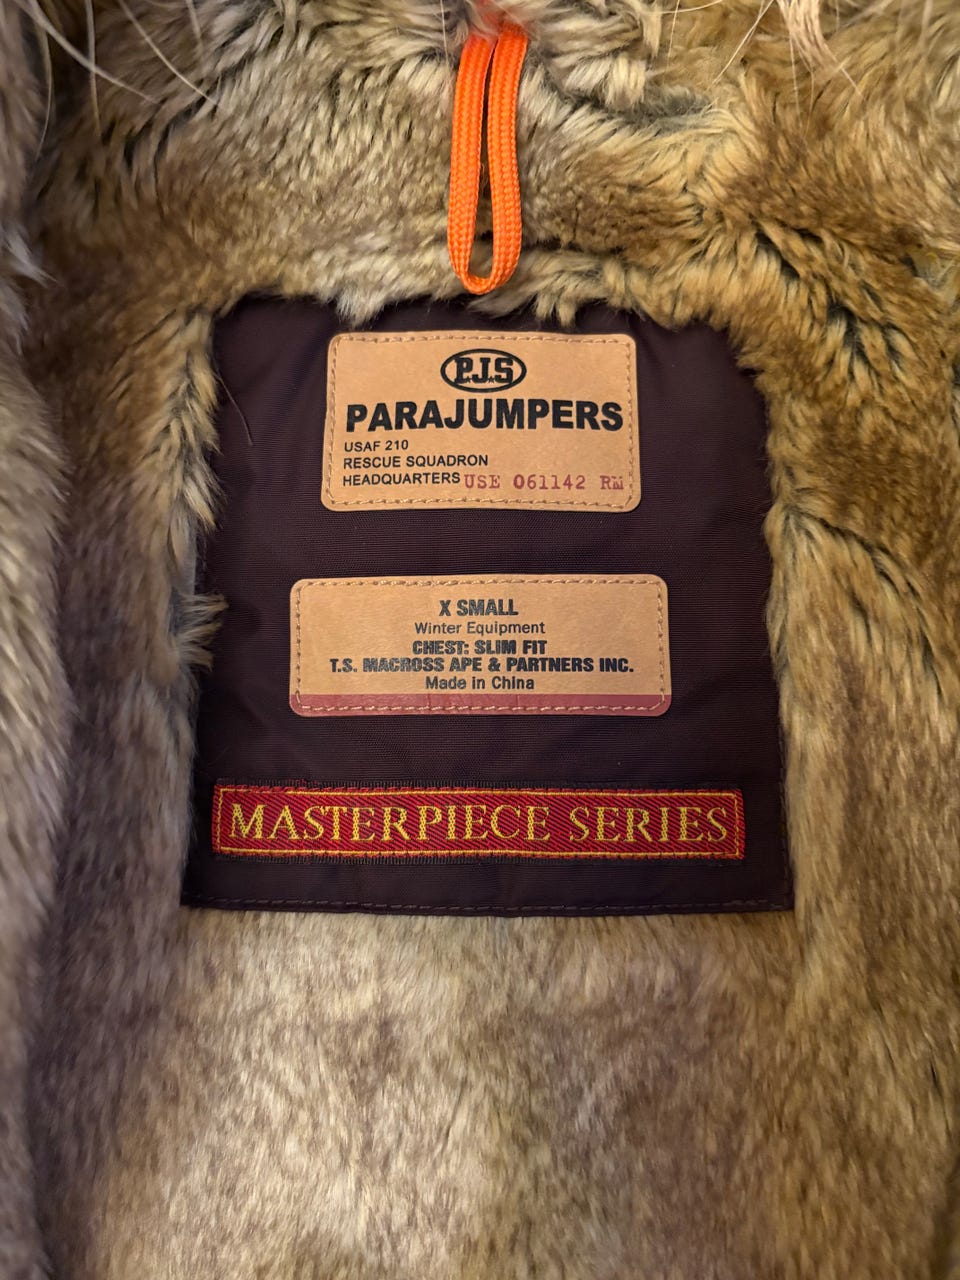 P.J.S
PARAJUMPERS
USAF 210
RESCUE SQUADRON
HEADQUARTERS USE 061142 RM
X SMALL
Winter Equipment
CHEST: SLIM FIT
T.S. MACROSS APE & PARTNERS INC.
Made in China
MASTERPIECE SERIES